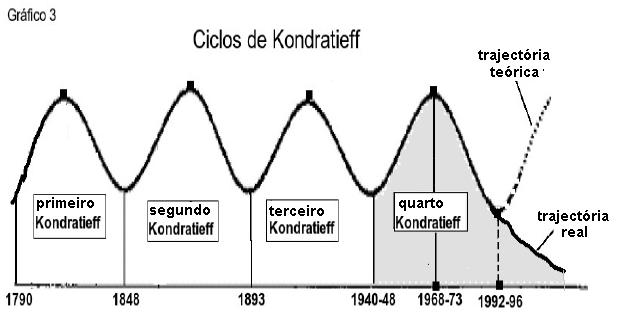 Gráfico 3
Ciclos de Kondratieff
trajectória
teórica
primeiro
Kondratieff
segundo
Kondratieff
terceiro
Kondratieff
quarto
Kondratieff
trajectória
real
1790
1848
1893
1940-48
1968-73
1992-96